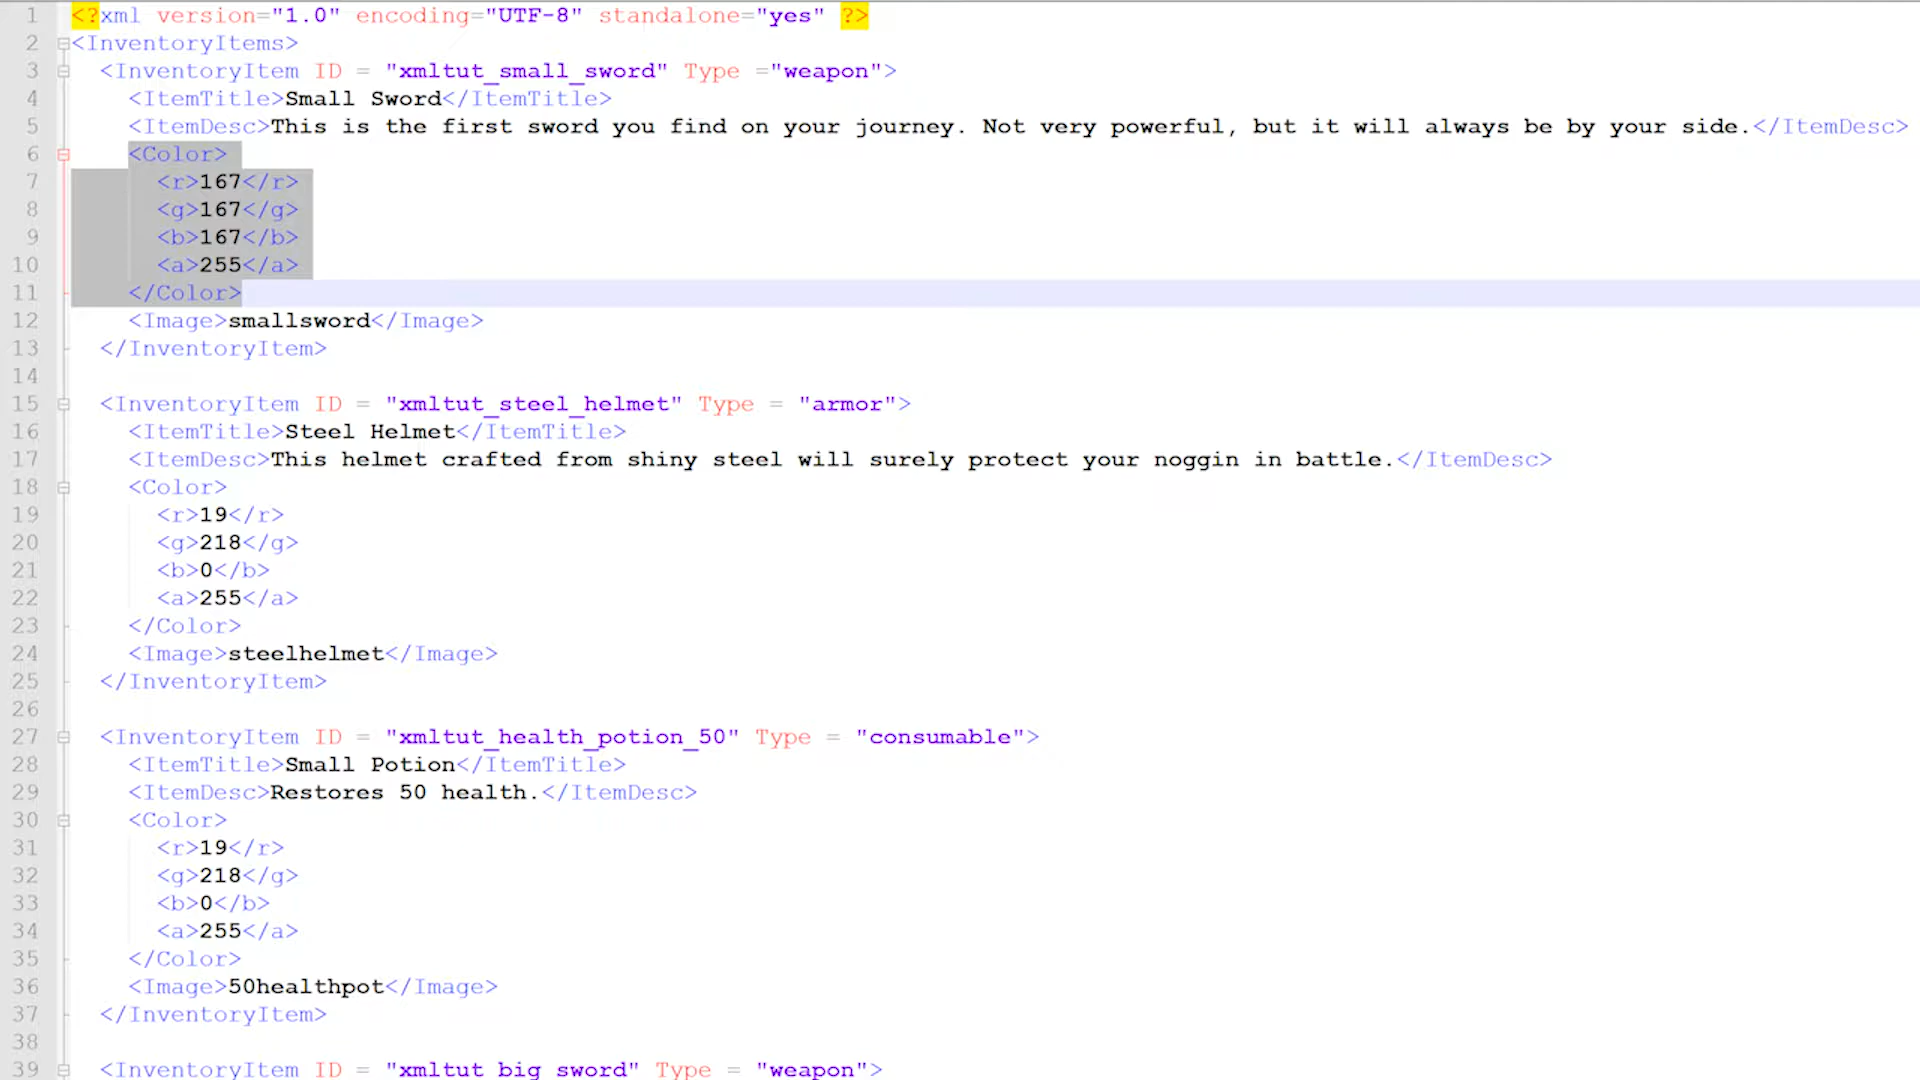 1 <?xml version="1.0" encoding="UTF-8" standalone="yes" ?>
2 <InventoryItems>
3 <InventoryItem ID = "xmltut_small_sword" Type ="weapon">
4 <ItemTitle>Small Sword</ItemTitle>
5 <ItemDesc>This is the first sword you find on your journey. Not very powerful, but it will always be by your side.</ItemDesc>
6 <Color>
7 <r>167</r>
8 <g>167</g>
9 <b>167</b>
10 <a>255</a>
11 </Color>
12 <Image>smallsword</Image>
13 </InventoryItem>
14
15 <InventoryItem ID = "xmltut_steel_helmet" Type = "armor">
16 <ItemTitle>Steel Helmet</ItemTitle>
17 <ItemDesc>This helmet crafted from shiny steel will surely protect your noggin in battle.</ItemDesc>
18 <Color>
19 <r>19</r>
20 <g>218</g>
21 <b>0</b>
22 <a>255</a>
23 </Color>
24 <Image>steelhelmet</Image>
25 </InventoryItem>
26
27 <InventoryItem ID = "xmltut_health_potion_50" Type = "consumable">
28 <ItemTitle>Small Potion</ItemTitle>
29 <ItemDesc>Restores 50 health.</ItemDesc>
30 <Color>
31 <r>19</r>
32 <g>218</g>
33 <b>0</b>
34 <a>255</a>
35 </Color>
36 <Image>50healthpot</Image>
37 </InventoryItem>
38
39 <InventoryItem ID = "xmltut_big_sword" Type = "weapon">